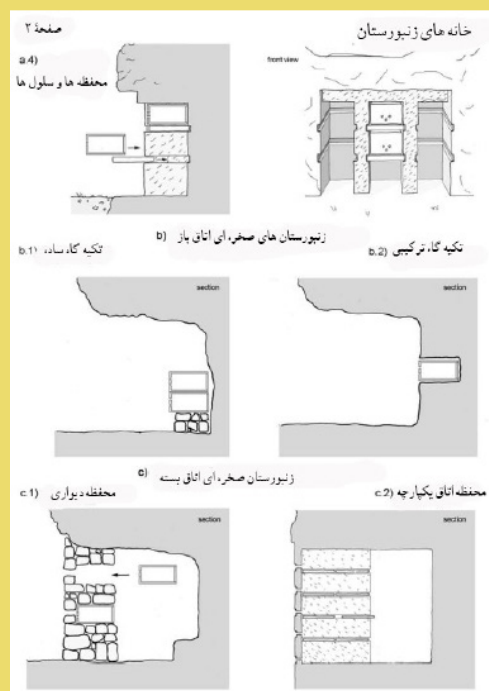 خانه های زنبورستان
صفحهٔ ۲
a.4)
محفظه ها و سلول ها
front view
b) زنبورستان های صخره ای اتاق باز
b.1) تکیه گاه ساده
b.2) تکیه گاه ترکیبی
section
section
c) زنبورستان صخره ای اتاق بسته
c.1) محفظه دیواری
c.2) محفظه اتاق یکپارچه
section
section